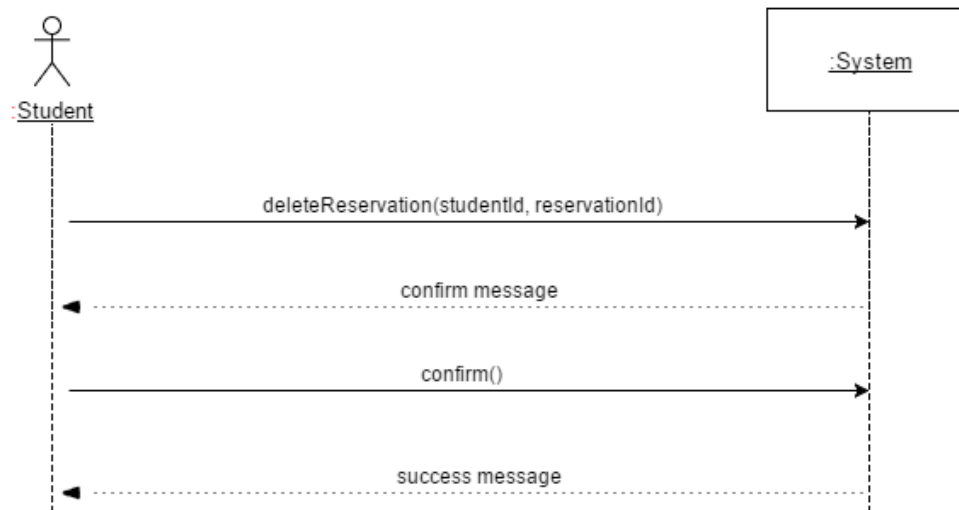 :System
:Student
deleteReservation(studentId, reservationId)
confirm message
confirm()
success message